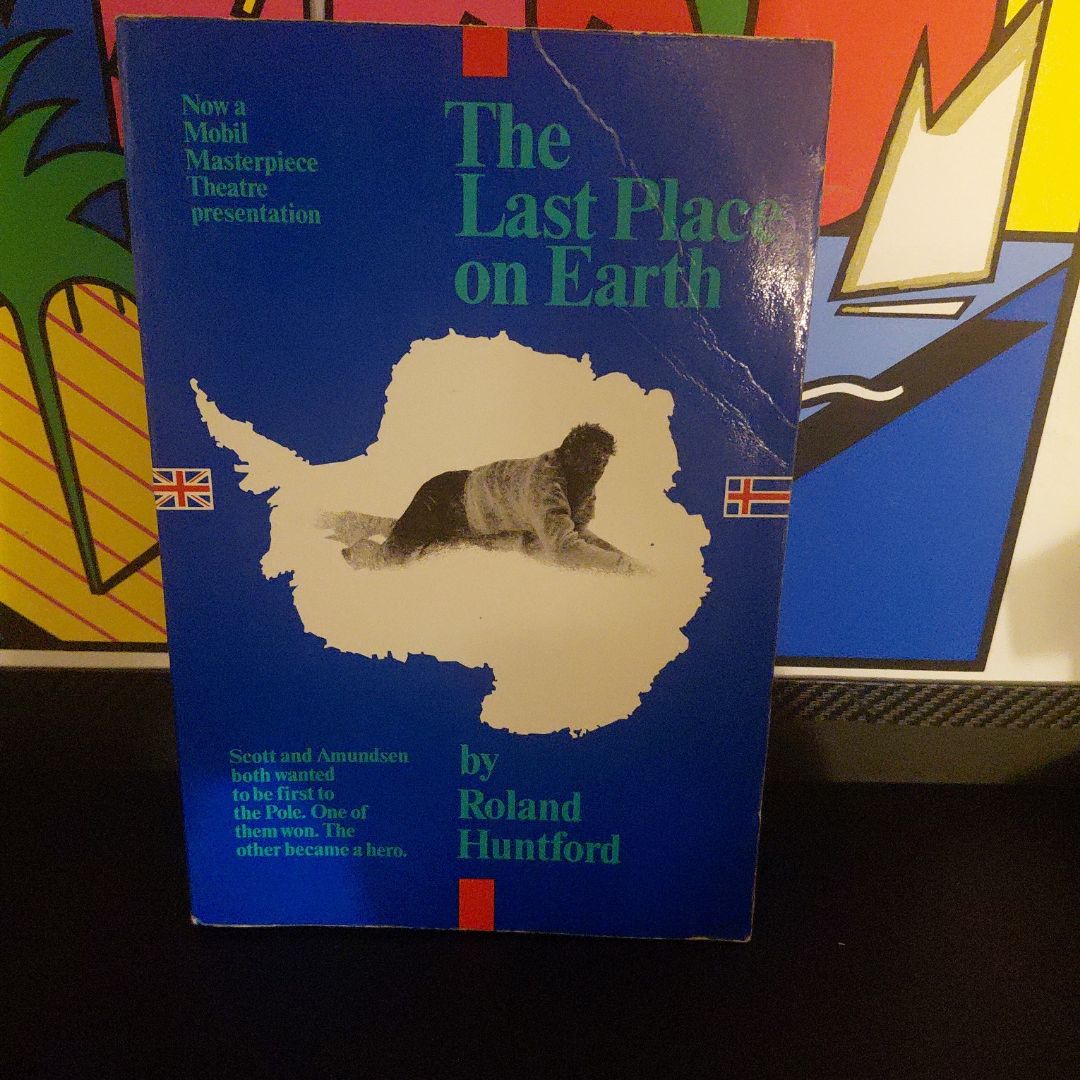 Now a
Mobil
Masterpiece
Theatre
presentation
The
Last Place
on Earth
Scott and Amundsen
both wanted
to be first to
the Pole. One of
them won. The
other became a hero.
by
Roland
Huntford